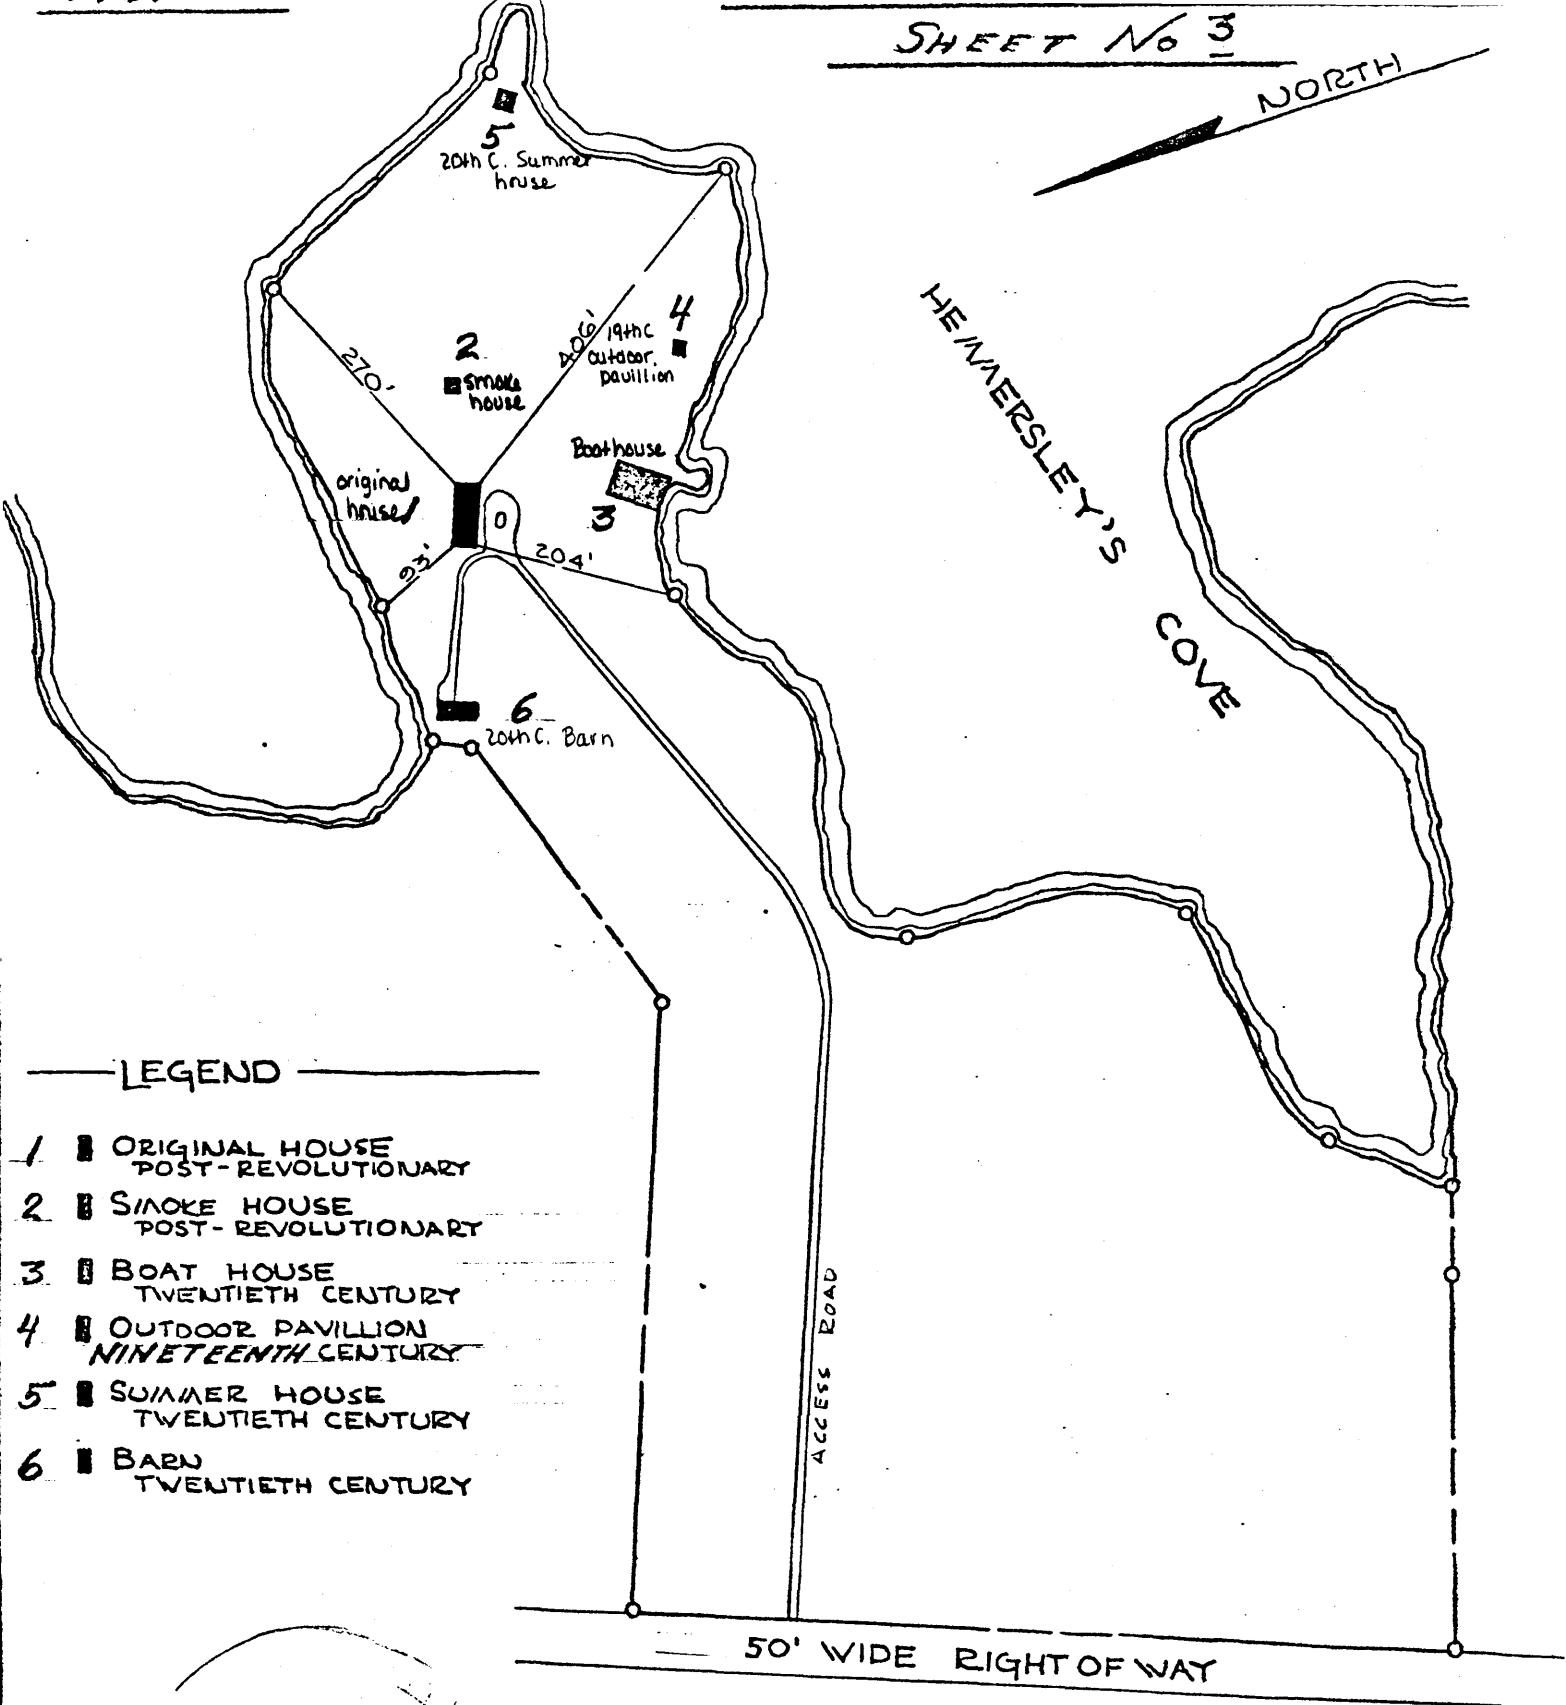 SHEET No 3
NORTH
5
20th C. Summer
house
270'
2
smoke
house
406'
19th C
outdoor
pavillion
4
original
house
1
Boathouse
3
93'
204'
6
20th C. Barn
HEMMERSLEY'S
COVE
LEGEND
1 ORIGINAL HOUSE
POST-REVOLUTIONARY
2 SMOKE HOUSE
POST-REVOLUTIONARY
3 BOAT HOUSE
TWENTIETH CENTURY
4 OUTDOOR PAVILLION
NINETEENTH CENTURY
5 SUMMER HOUSE
TWENTIETH CENTURY
6 BARN
TWENTIETH CENTURY
ACCESS ROAD
50' WIDE RIGHT OF WAY